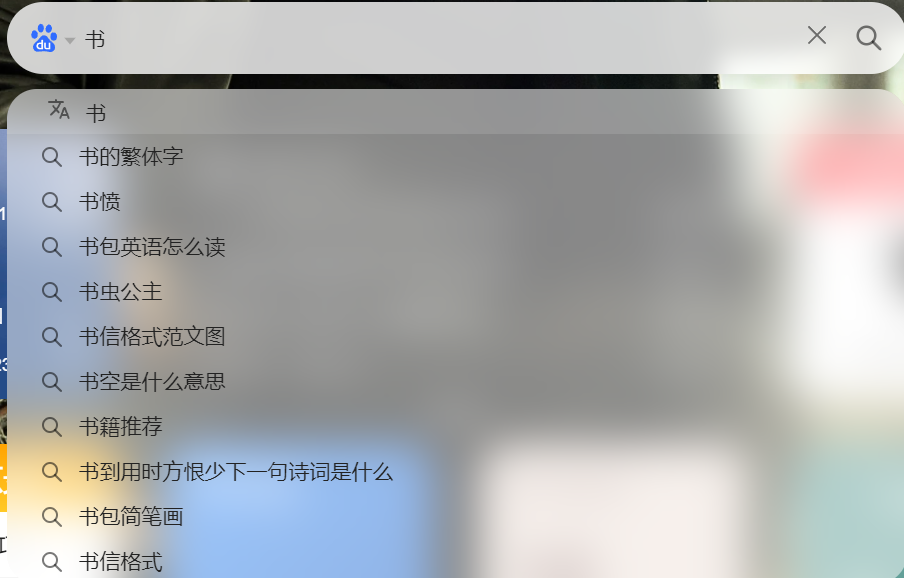 du 书
书
书的繁体字
书愤
书包英语怎么读
书虫公主
书信格式范文图
书空是什么意思
书籍推荐
书到用时方恨少下一句诗词是什么
书包简笔画
书信格式